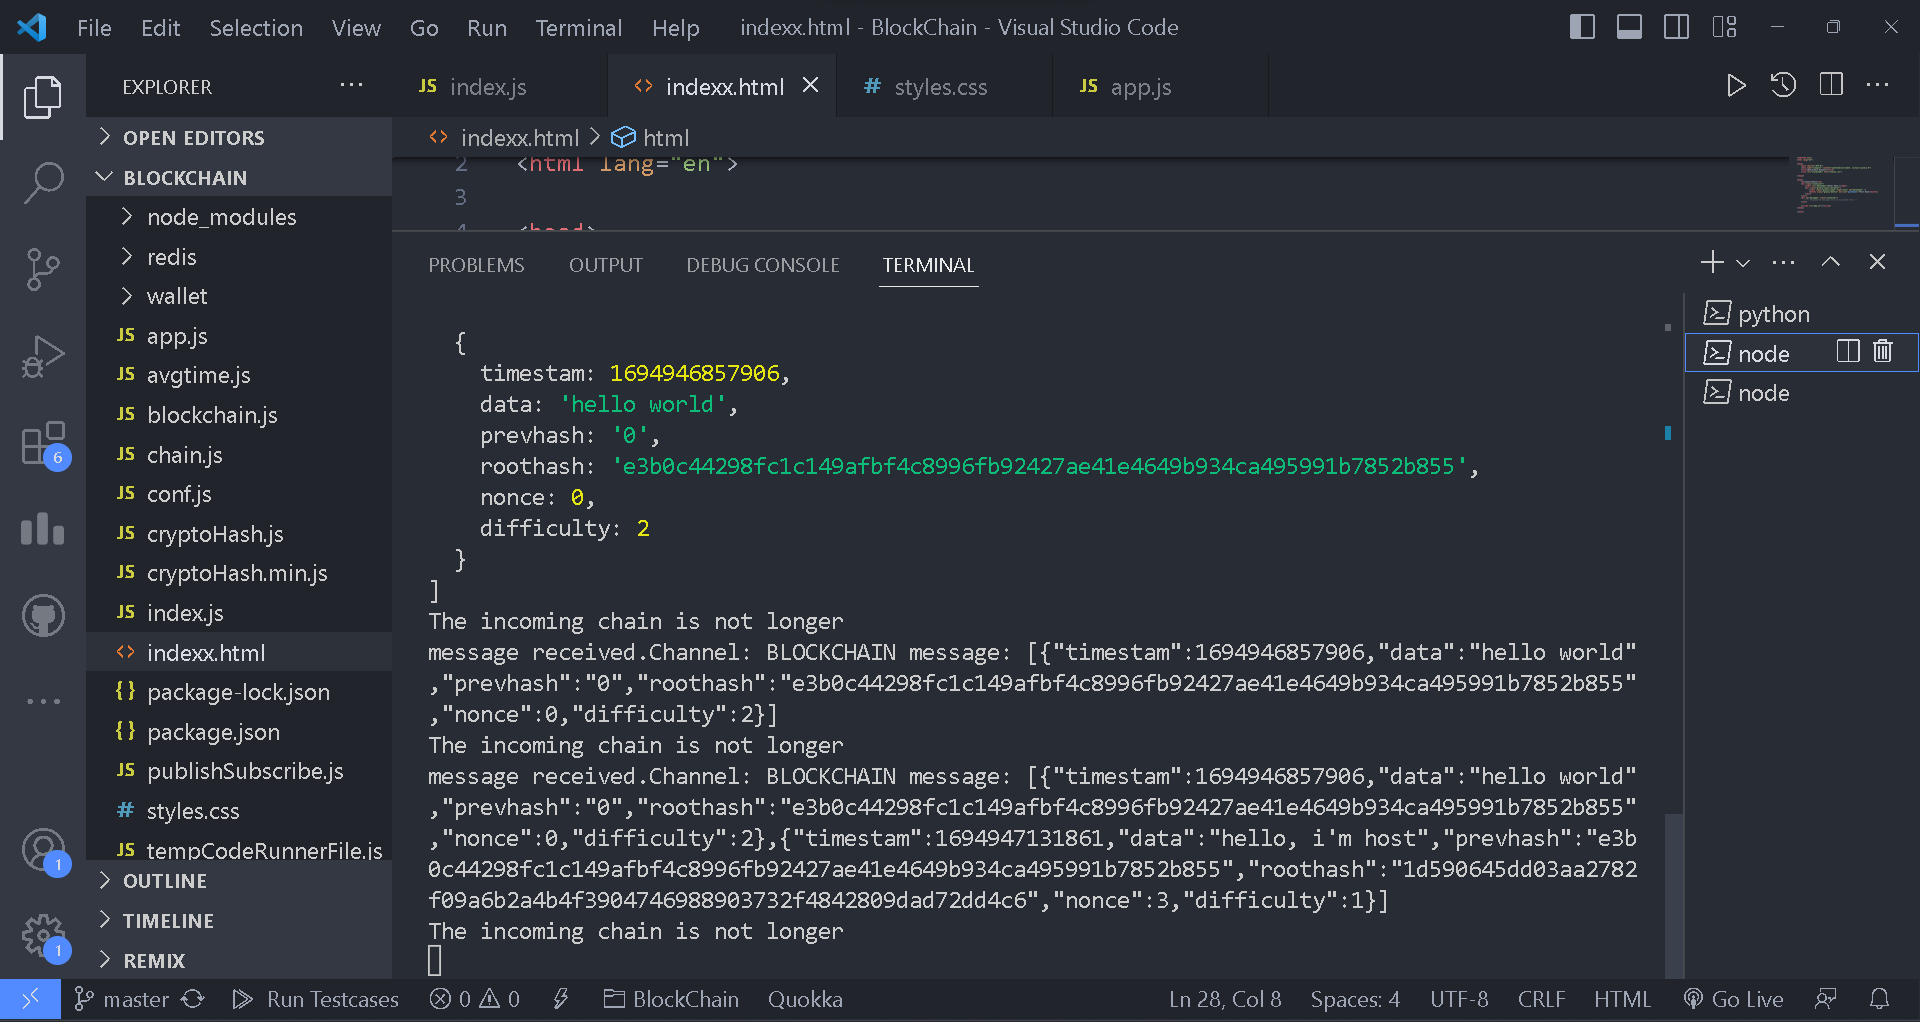 File Edit Selection View Go Run Terminal Help indexx.html - BlockChain - Visual Studio Code
EXPLORER
JS index.js
<> indexx.html
# styles.css
JS app.js
OPEN EDITORS
BLOCKCHAIN
node_modules
redis
wallet
JS app.js
JS avgtime.js
JS blockchain.js
JS chain.js
JS conf.js
JS cryptoHash.js
JS cryptoHash.min.js
JS index.js
<> indexx.html
{} package-lock.json
{} package.json
JS publishSubscribe.js
# styles.css
JS tempCodeRunnerFile.js
OUTLINE
TIMELINE
REMIX
6
1
1
<> indexx.html > html
2 <html lang="en">
3
4 <head>
PROBLEMS OUTPUT DEBUG CONSOLE TERMINAL
{
timestam: 1694946857906,
data: 'hello world',
prevhash: '0',
roothash: 'e3b0c44298fc1c149afbf4c8996fb92427ae41e4649b934ca495991b7852b855',
nonce: 0,
difficulty: 2
}
]
The incoming chain is not longer
message received.Channel: BLOCKCHAIN message: [{"timestam":1694946857906,"data":"hello world"
,"prevhash":"0","roothash":"e3b0c44298fc1c149afbf4c8996fb92427ae41e4649b934ca495991b7852b855"
,"nonce":0,"difficulty":2}]
The incoming chain is not longer
message received.Channel: BLOCKCHAIN message: [{"timestam":1694946857906,"data":"hello world"
,"prevhash":"0","roothash":"e3b0c44298fc1c149afbf4c8996fb92427ae41e4649b934ca495991b7852b855"
,"nonce":0,"difficulty":2},{"timestam":1694947131861,"data":"hello, i'm host","prevhash":"e3b
0c44298fc1c149afbf4c8996fb92427ae41e4649b934ca495991b7852b855","roothash":"1d590645dd03aa2782
f09a6b2a4b4f3904746988903732f4842809dad72dd4c6","nonce":3,"difficulty":1}]
The incoming chain is not longer
python
node
node
master Run Testcases 0 0 BlockChain Quokka Ln 28, Col 8 Spaces: 4 UTF-8 CRLF HTML Go Live